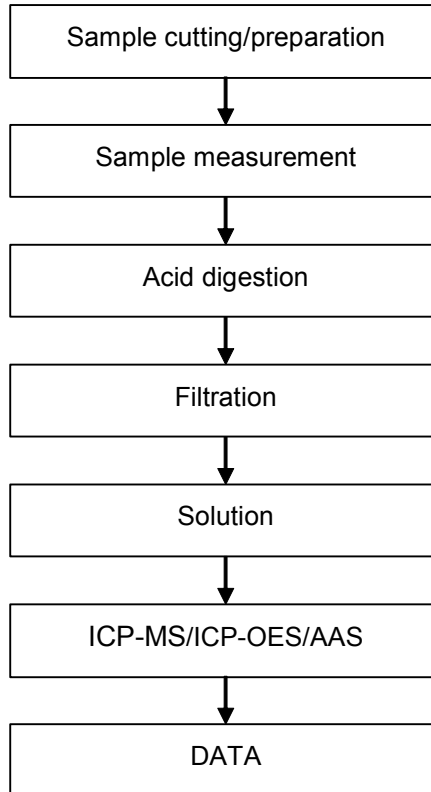 Sample cutting/preparation
Sample measurement
Acid digestion
Filtration
Solution
ICP-MS/ICP-OES/AAS
DATA